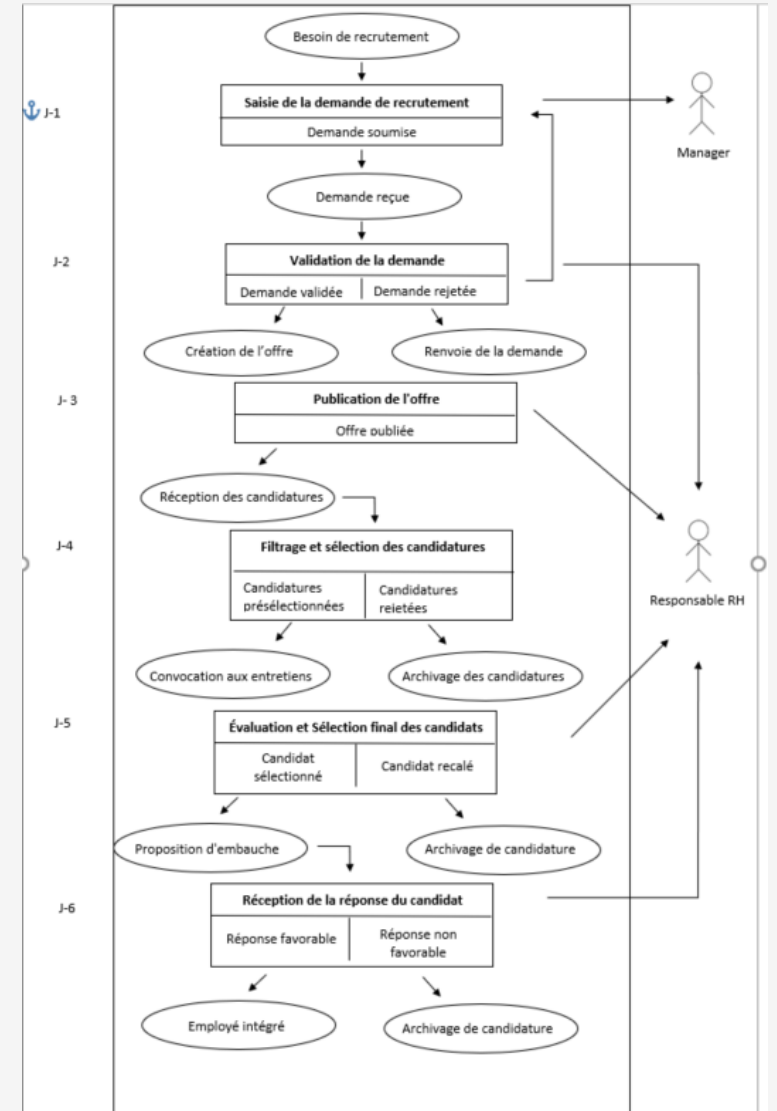 Besoin de recrutement
J-1
Saisie de la demande de recrutement
Demande soumise
Manager
Demande reçue
J-2
Validation de la demande
Demande validée
Demande rejetée
Création de l'offre
Renvoie de la demande
J- 3
Publication de l'offre
Offre publiée
Réception des candidatures
J-4
Filtrage et sélection des candidatures
Candidatures
présélectionnées
Candidatures
rejetées
Responsable RH
Convocation aux entretiens
Archivage des candidatures
J-5
Évaluation et Sélection final des candidats
Candidat
sélectionné
Candidat recalé
Proposition d'embauche
Archivage de candidature
J-6
Réception de la réponse du candidat
Réponse favorable
Réponse non
favorable
Employé intégré
Archivage de candidature